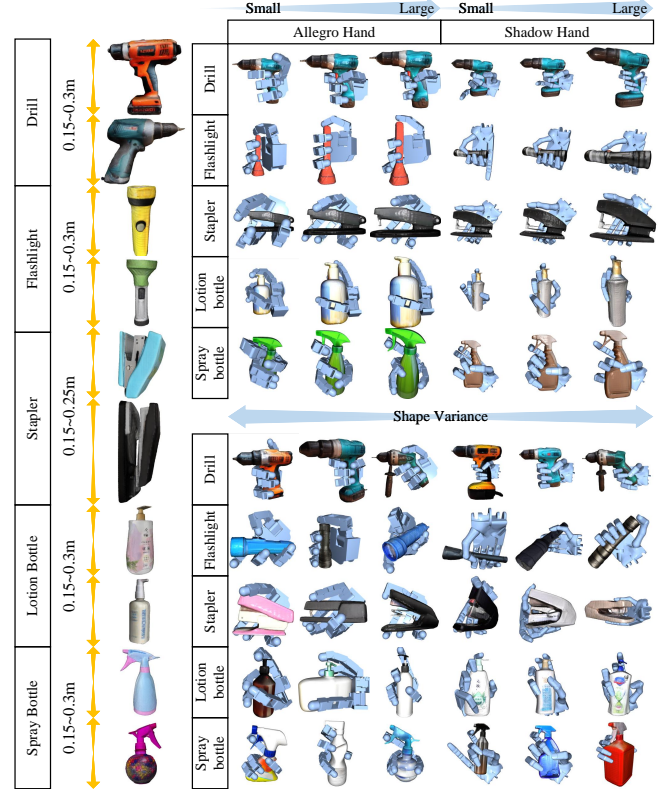 Small
Large
Small
Large
Allegro Hand
Shadow Hand
Drill
0.15~0.3m
Flashlight
0.15~0.3m
Stapler
0.15~0.25m
Lotion Bottle
0.15~0.3m
Spray Bottle
0.15~0.3m
Drill
Flashlight
Stapler
Lotion
bottle
Spray
bottle
Shape Variance
Drill
Flashlight
Stapler
Lotion
bottle
Spray
bottle